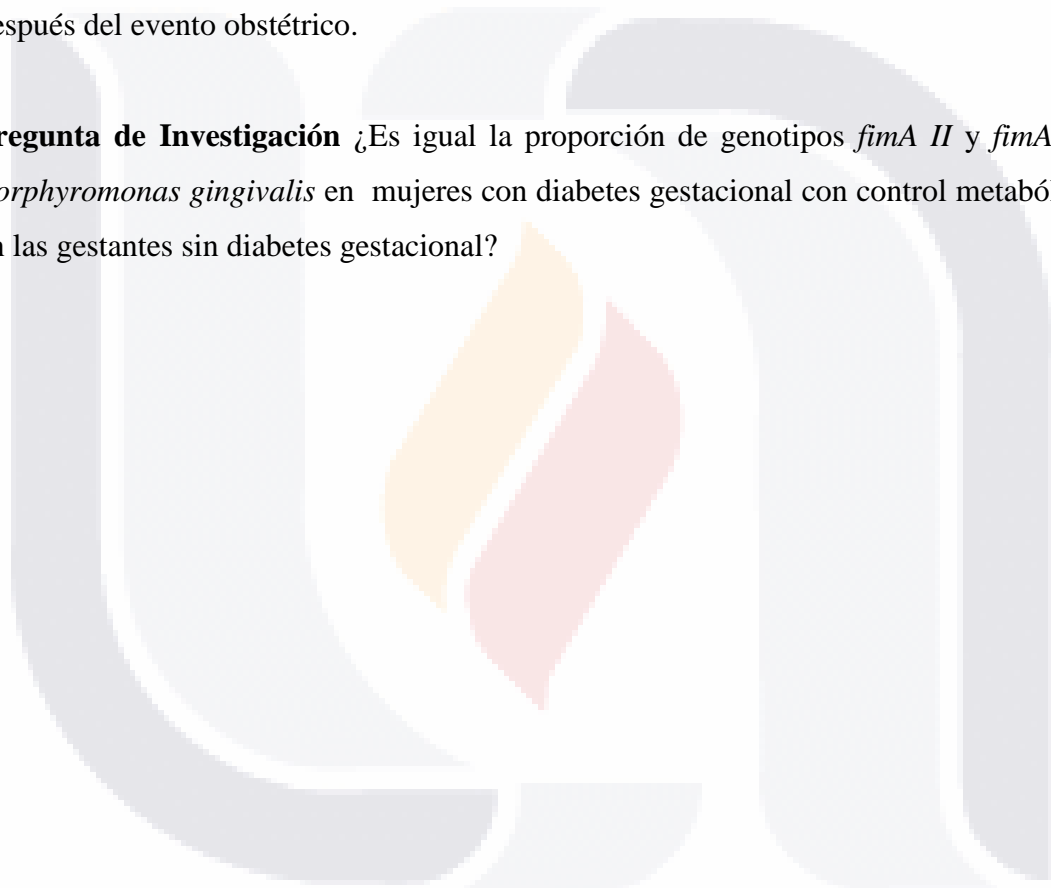 espués del evento obstétrico.
regunta de Investigación ¿Es igual la proporción de genotipos fimA II y fimA
orphyromonas gingivalis en mujeres con diabetes gestacional con control metaból
n las gestantes sin diabetes gestacional?